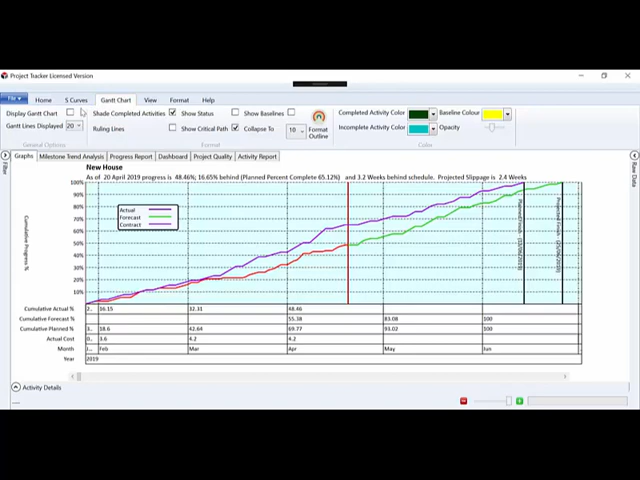 Project Tracker Licensed Version
File Home S Curves Gantt Chart View Format Help
Display Gantt Chart Shade Completed Activities Show Status Show Baselines Completed Activity Color Baseline Colour
Gantt Lines Displayed 20 Ruling Lines Show Critical Path Collapse To 10 Format Outline Incomplete Activity Color Opacity
General Options Format Color
Graphs Milestone Trend Analysis Progress Report Dashboard Project Quality Activity Report
Filter
Raw Data
New House
As of 20 April 2019 progress is 48.46%; 16.65% behind (Planned Percent Complete 65.12%) and 3.2 Weeks behind schedule. Projected Slippage is 2.4 Weeks
Cumulative Progress %
100%
90%
80%
70%
60%
50%
40%
30%
20%
10%
Actual
Forecast
Contract
Cumulative Actual % 2.. 16.15 32.31 48.46
Cumulative Forecast % 55.38 83.08 100
Cumulative Planned % 3.. 18.6 42.64 69.77 93.02 100
Actual Cost 0.. 3.6 4.2 4.2
Month J... Feb Mar Apr May Jun
Year 2019
Activity Details